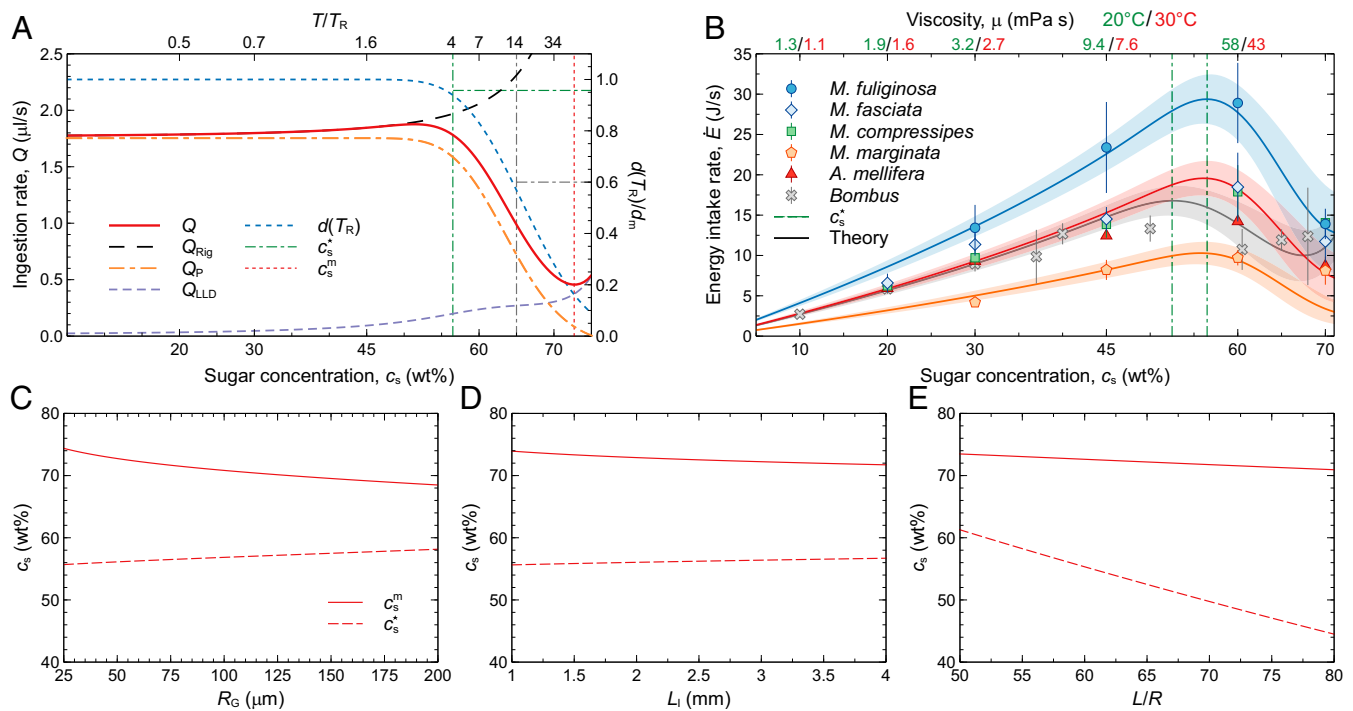 A
T/T_R
0.5 0.7 1.6 4 7 14 34
Ingestion rate, Q (μl/s)
2.5
2.0
1.5
1.0
0.5
0.0
Q
Q_Rig
Q_P
Q_LLD
d(T_R)
c_s^*
c_s^m
1.0
0.8
0.6
0.4
0.2
0.0
d(T_R)/d_m
20 30 45 60 70
Sugar concentration, c_s (wt%)
B
Viscosity, μ (mPa s) 20°C/30°C
1.3/1.1 1.9/1.6 3.2/2.7 9.4/7.6 58/43
Energy intake rate, Ė (J/s)
35
30
25
20
15
10
5
0
M. fuliginosa
M. fasciata
M. compressipes
M. marginata
A. mellifera
Bombus
c_s^*
Theory
10 20 30 45 60 70
Sugar concentration, c_s (wt%)
C
c_s (wt%)
80
70
60
50
40
c_s^m
c_s^*
25 50 100 150 200
R_G (μm)
D
c_s (wt%)
80
70
60
50
40
1 1.5 2 2.5 3 3.5 4
L_l (mm)
E
c_s (wt%)
80
70
60
50
40
50 55 60 65 70 75 80
L/R